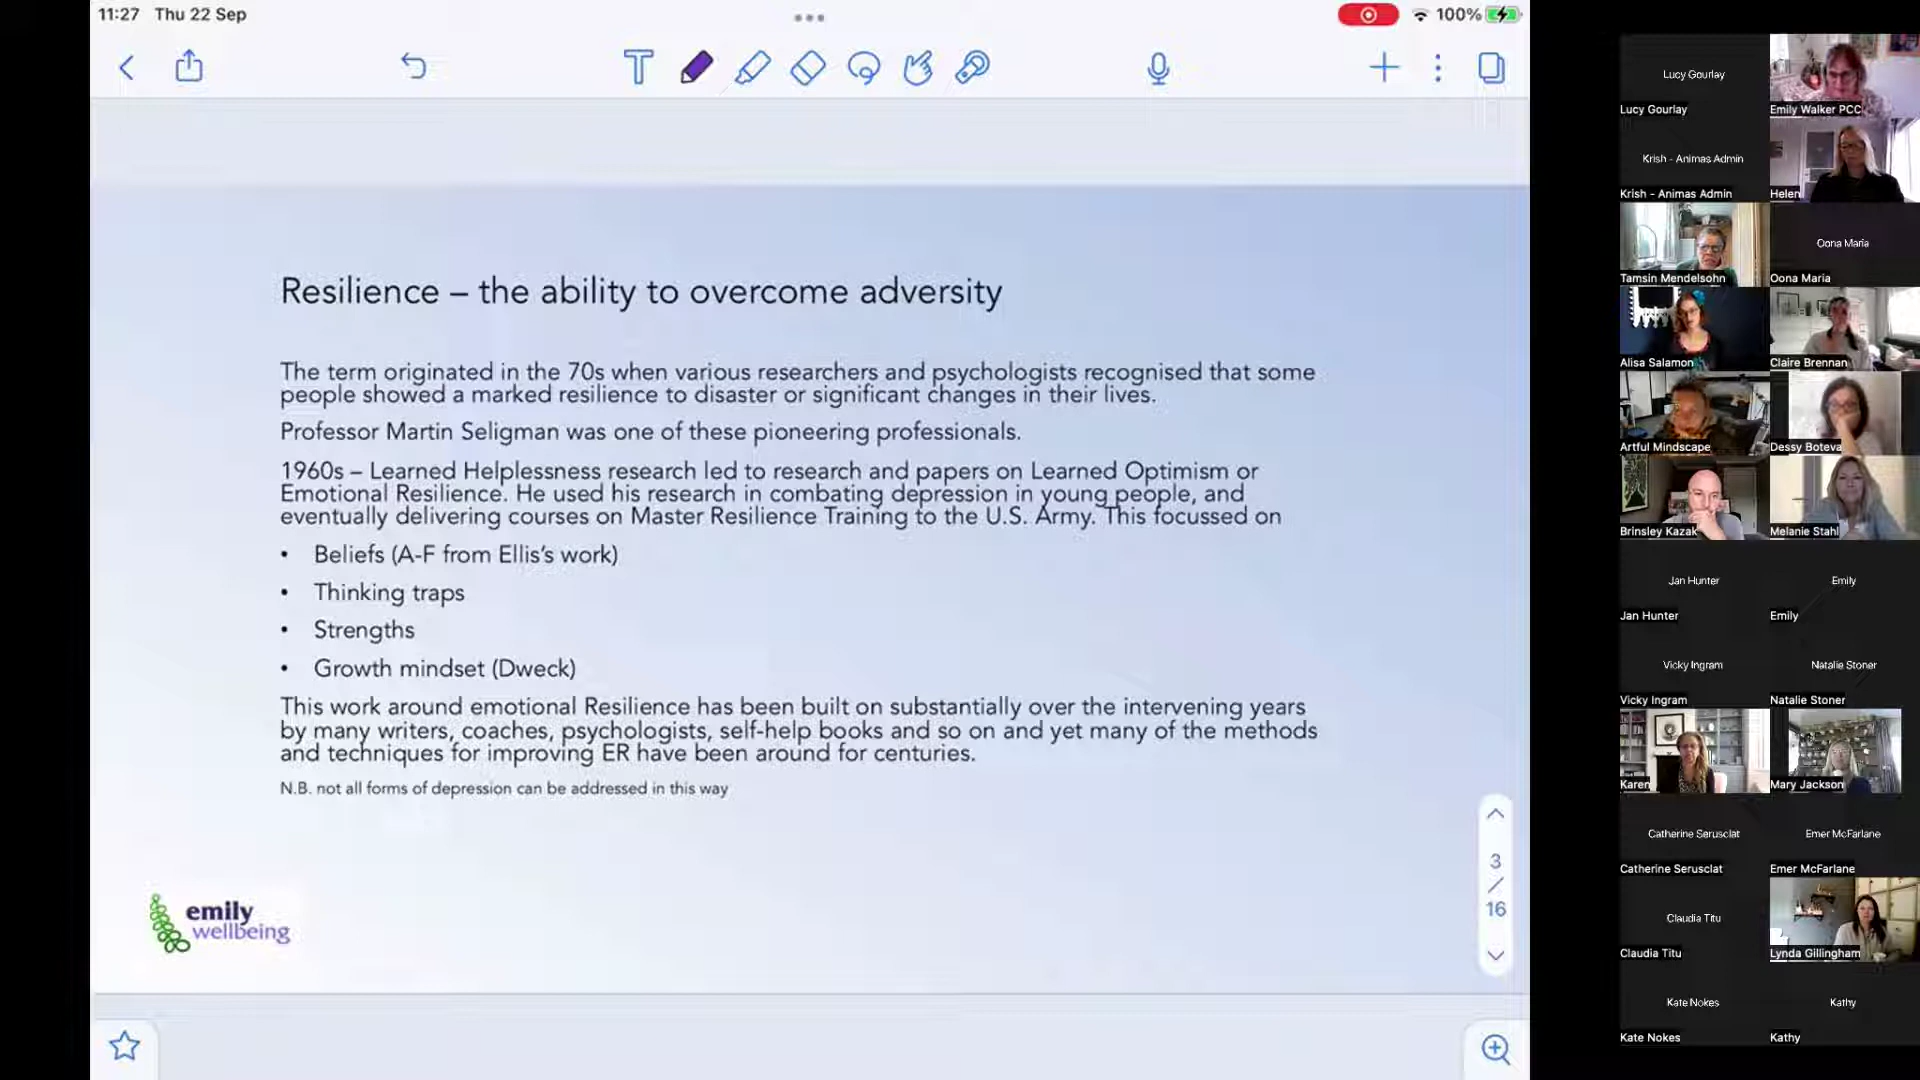 11:27 Thu 22 Sep
100%
Resilience – the ability to overcome adversity
The term originated in the 70s when various researchers and psychologists recognised that some
people showed a marked resilience to disaster or significant changes in their lives.
Professor Martin Seligman was one of these pioneering professionals.
1960s – Learned Helplessness research led to research and papers on Learned Optimism or
Emotional Resilience. He used his research in combating depression in young people, and
eventually delivering courses on Master Resilience Training to the U.S. Army. This focussed on
• Beliefs (A-F from Ellis's work)
• Thinking traps
• Strengths
• Growth mindset (Dweck)
This work around emotional Resilience has been built on substantially over the intervening years
by many writers, coaches, psychologists, self-help books and so on and yet many of the methods
and techniques for improving ER have been around for centuries.
N.B. not all forms of depression can be addressed in this way
3
/
16
emily
wellbeing
Lucy Gourlay
Lucy Gourlay
Emily Walker PCC
Krish - Animas Admin
Krish - Animas Admin
Helen
Tamsin Mendelsohn
Oona Maria
Oona Maria
Alisa Salamon
Claire Brennan
Artful Mindscape
Dessy Boteva
Brinsley Kazak
Melanie Stahl
Jan Hunter
Jan Hunter
Emily
Emily
Vicky Ingram
Vicky Ingram
Natalie Stoner
Natalie Stoner
Karen
Mary Jackson
Catherine Serusclat
Catherine Serusclat
Emer McFarlane
Emer McFarlane
Claudia Titu
Claudia Titu
Lynda Gillingham
Kate Nokes
Kate Nokes
Kathy
Kathy